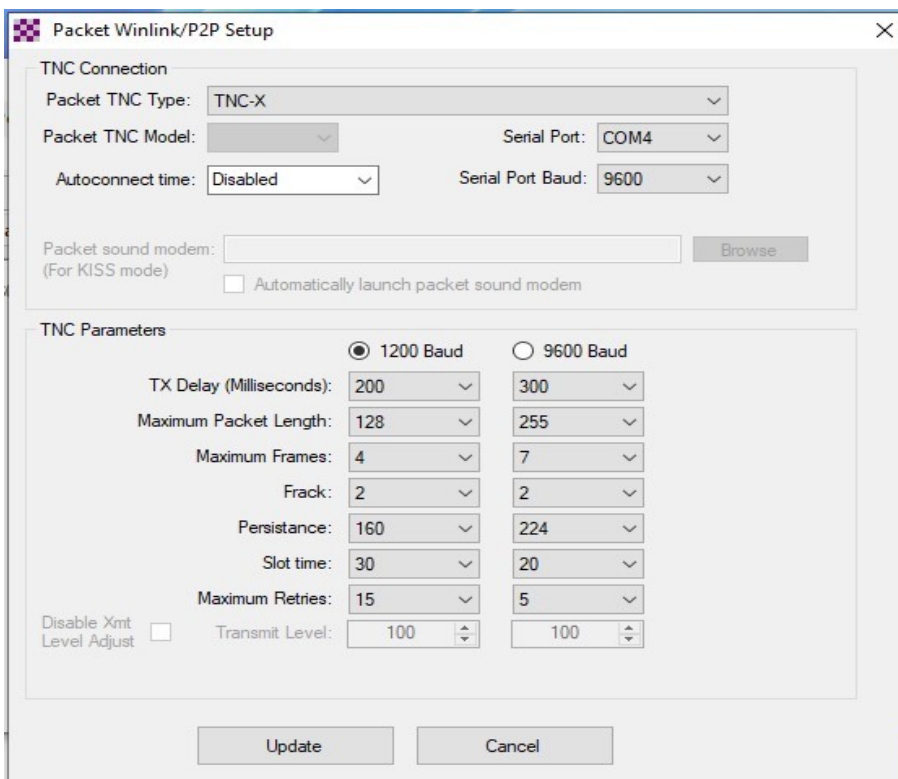 Packet Winlink/P2P Setup
TNC Connection
Packet TNC Type: TNC-X
Packet TNC Model: Serial Port: COM4
Autoconnect time: Disabled Serial Port Baud: 9600
Packet sound modem: Browse
(For KISS mode)
Automatically launch packet sound modem
TNC Parameters
1200 Baud 9600 Baud
TX Delay (Milliseconds): 200 300
Maximum Packet Length: 128 255
Maximum Frames: 4 7
Frack: 2 2
Persistance: 160 224
Slot time: 30 20
Maximum Retries: 15 5
Disable Xmt
Level Adjust Transmit Level: 100 100
Update Cancel